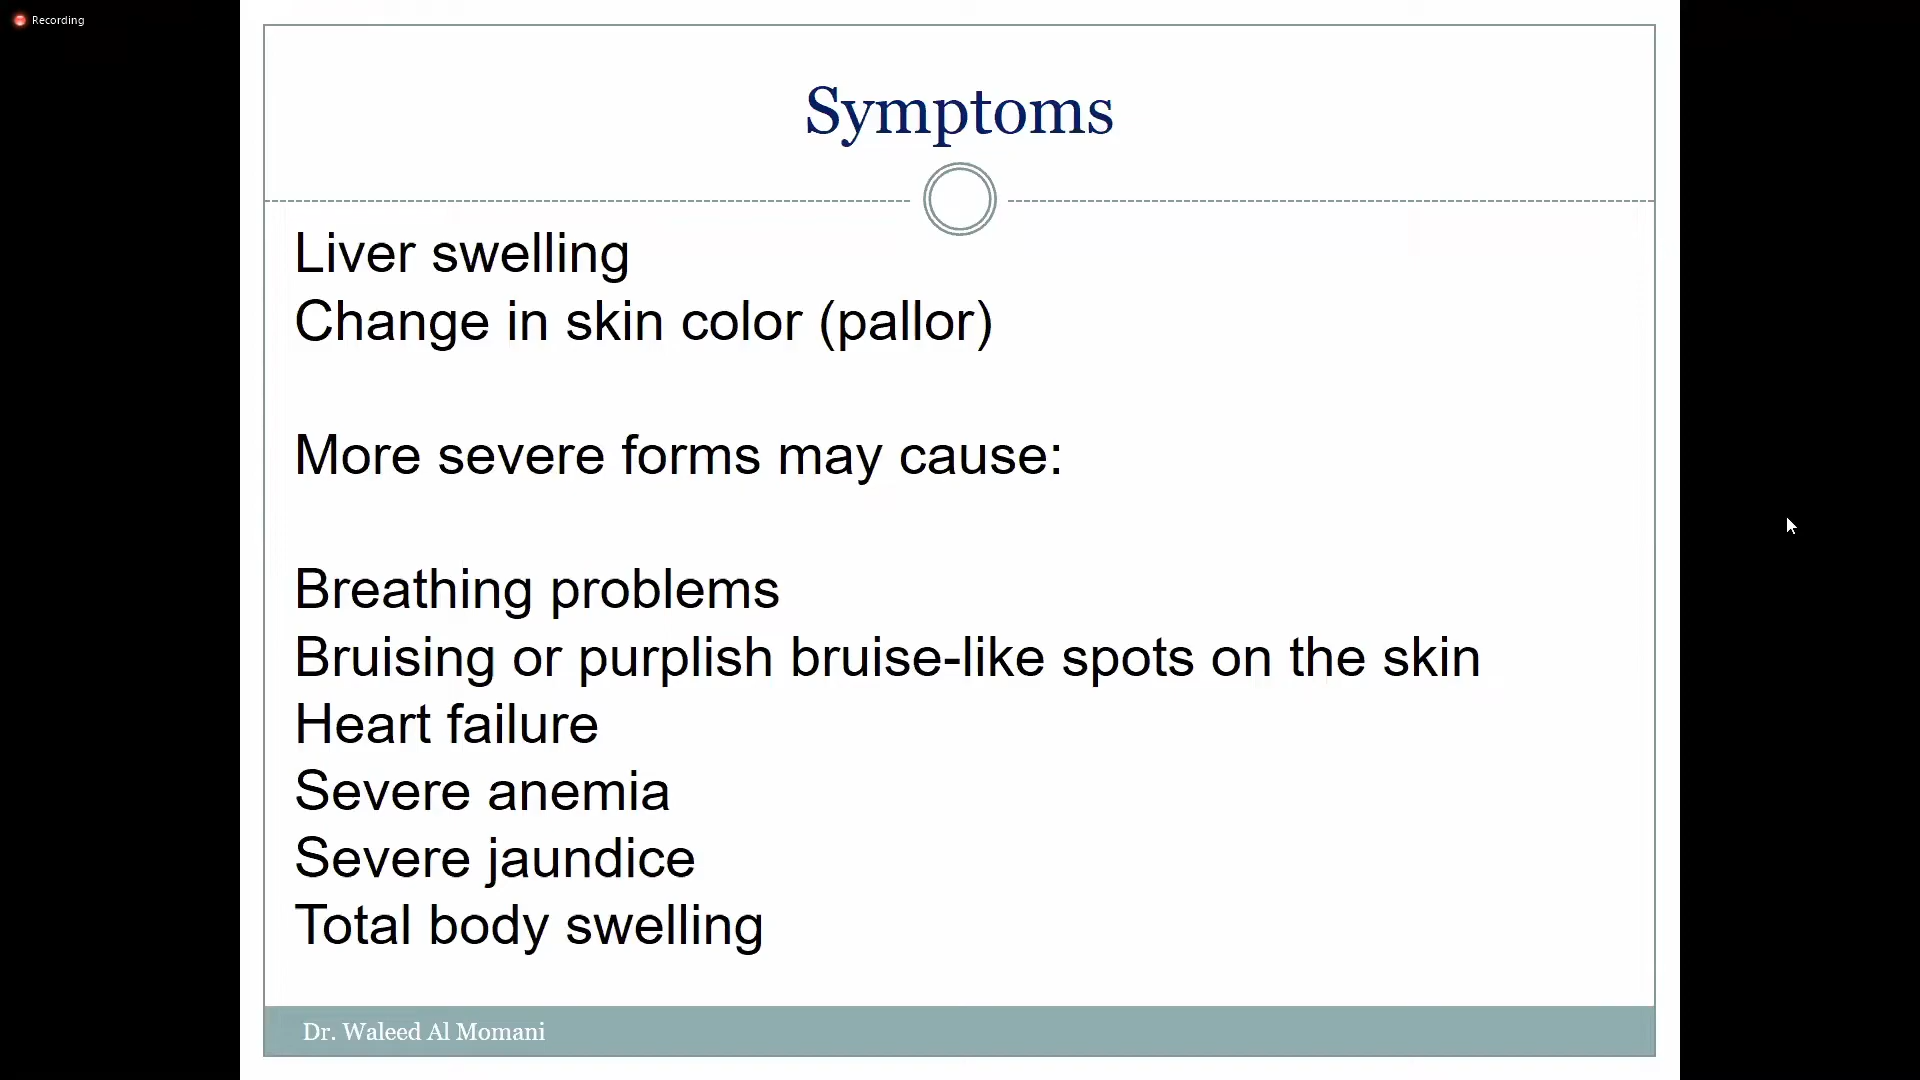 Recording
Symptoms
Liver swelling
Change in skin color (pallor)
More severe forms may cause:
Breathing problems
Bruising or purplish bruise-like spots on the skin
Heart failure
Severe anemia
Severe jaundice
Total body swelling
Dr. Waleed Al Momani